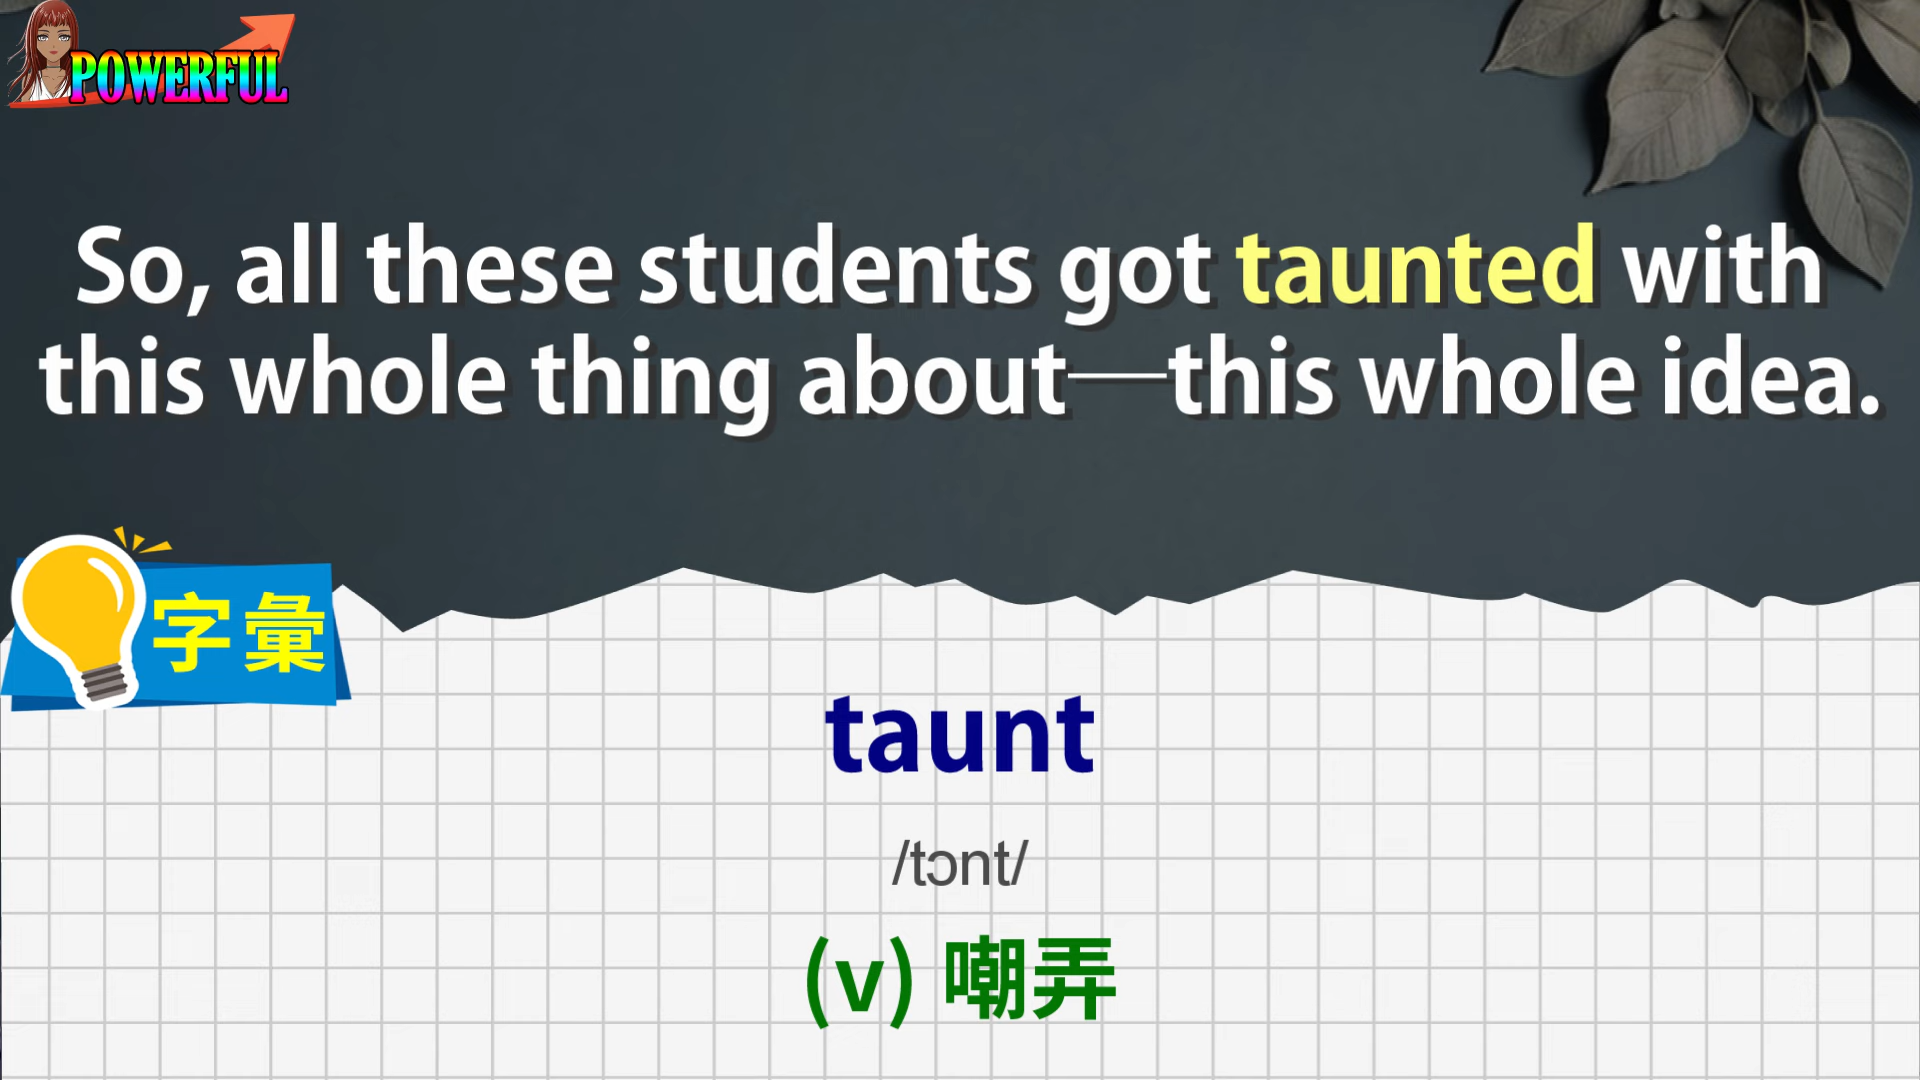 POWERFUL
So, all these students got taunted with
this whole thing about—this whole idea.
字彙
taunt
/tɔnt/
(v) 嘲弄